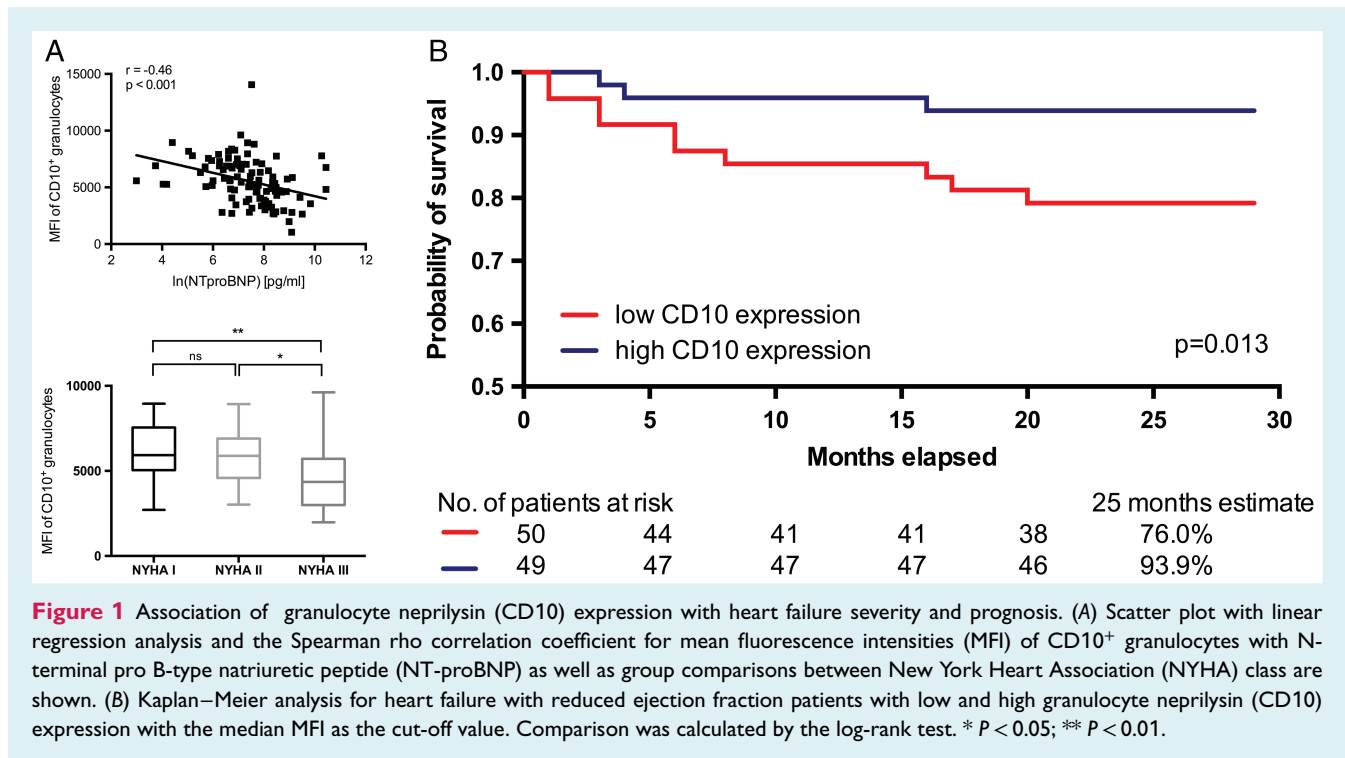 A
r = -0.46
p < 0.001
MFI of CD10+ granulocytes
15000
10000
5000
0
2 4 6 8 10 12
ln(NTproBNP) [pg/ml]
**
ns *
MFI of CD10+ granulocytes
10000
5000
0
NYHA I NYHA II NYHA III
B
Probability of survival
1.0
0.9
0.8
0.7
0.6
0.5
low CD10 expression
high CD10 expression
p=0.013
0 5 10 15 20 25 30
Months elapsed
No. of patients at risk 25 months estimate
50 44 41 41 38 76.0%
49 47 47 47 46 93.9%
Figure 1 Association of granulocyte neprilysin (CD10) expression with heart failure severity and prognosis. (A) Scatter plot with linear
regression analysis and the Spearman rho correlation coefficient for mean fluorescence intensities (MFI) of CD10+ granulocytes with N-
terminal pro B-type natriuretic peptide (NT-proBNP) as well as group comparisons between New York Heart Association (NYHA) class are
shown. (B) Kaplan–Meier analysis for heart failure with reduced ejection fraction patients with low and high granulocyte neprilysin (CD10)
expression with the median MFI as the cut-off value. Comparison was calculated by the log-rank test. * P < 0.05; ** P < 0.01.